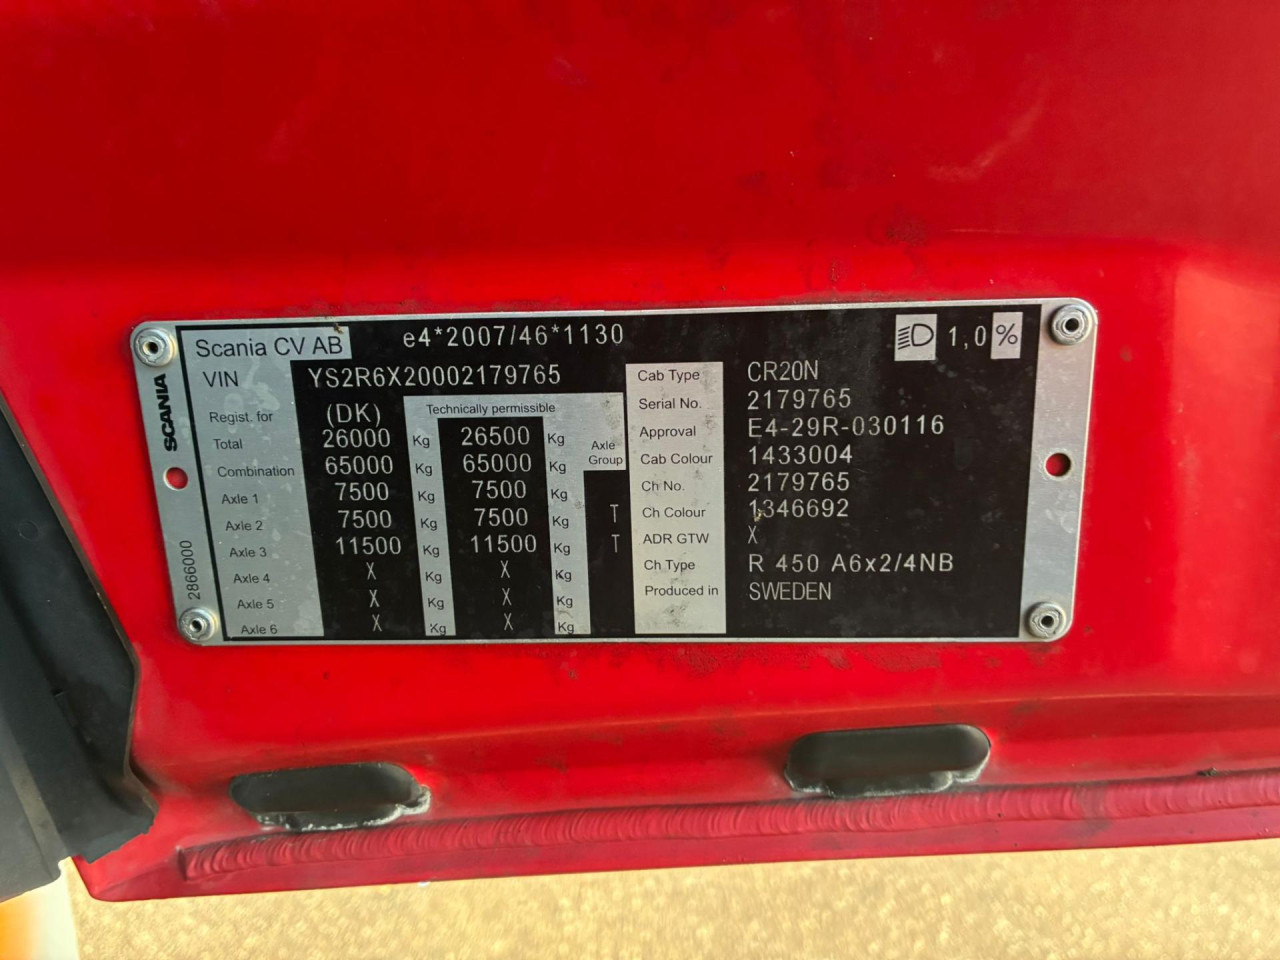 Scania CV AB e4*2007/46*1130 1,0 %
VIN YS2R6X20002179765
Regist. for (DK) Technically permissible
Total 26000 Kg 26500 Kg Axle Group
Combination 65000 Kg 65000 Kg
Axle 1 7500 Kg 7500 Kg
Axle 2 7500 Kg 7500 Kg T
Axle 3 11500 Kg 11500 Kg T
Axle 4 X Kg X Kg
Axle 5 X Kg X Kg
Axle 6 X Kg X Kg
Cab Type CR20N
Serial No. 2179765
Approval E4-29R-030116
Cab Colour 1433004
Ch No. 2179765
Ch Colour 1346692
ADR GTW X
Ch Type R 450 A6x2/4NB
Produced in SWEDEN
SCANIA
2866000